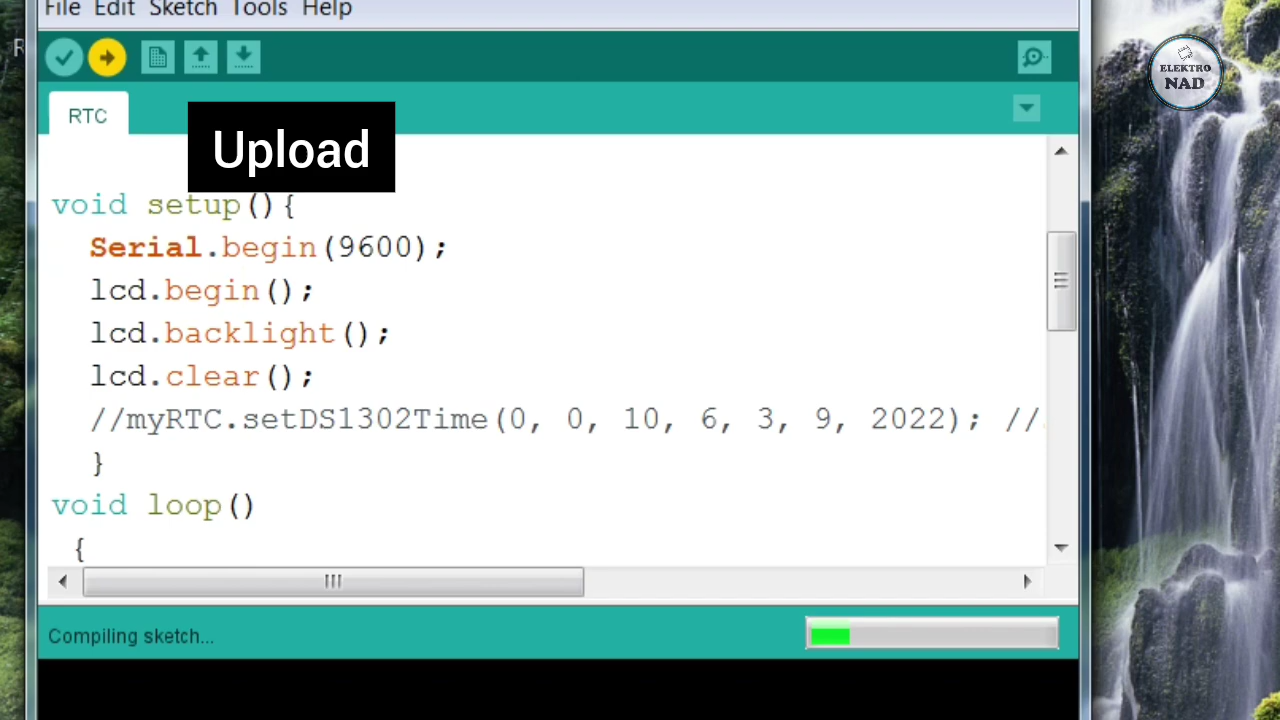 File Edit Sketch Tools Help
R
ELEKTRO
NAD
RTC
Upload
void setup(){
Serial.begin(9600);
lcd.begin();
lcd.backlight();
lcd.clear();
//myRTC.setDS1302Time(0, 0, 10, 6, 3, 9, 2022); //
}
void loop()
{
Compiling sketch...